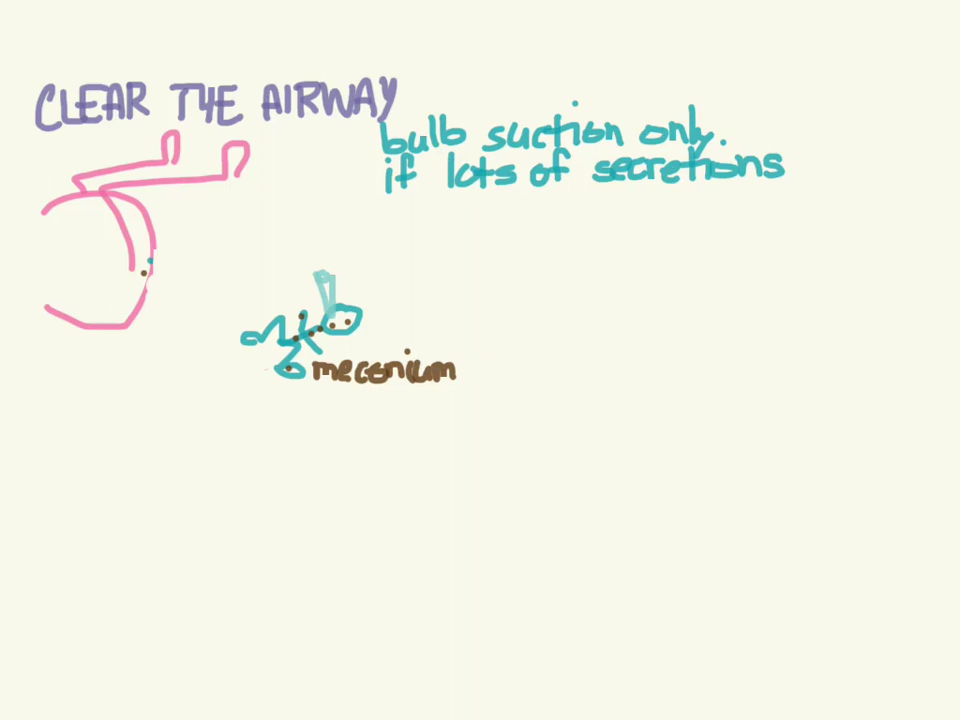 CLEAR THE AIRWAY
bulb suction only.
if lots of secretions
meconium